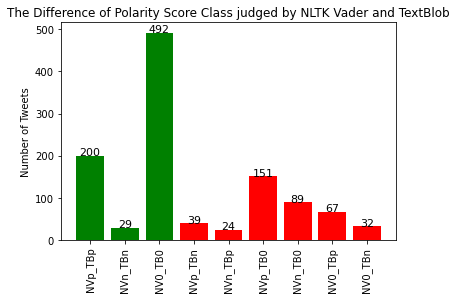 The Difference of Polarity Score Class judged by NLTK Vader and TextBlob
Number of Tweets
500
400
300
200
100
0
200
29
492
39
24
151
89
67
32
NVp_TBp
NVn_TBn
NV0_TB0
NVp_TBn
NVn_TBp
NVp_TB0
NVn_TB0
NV0_TBp
NV0_TBn